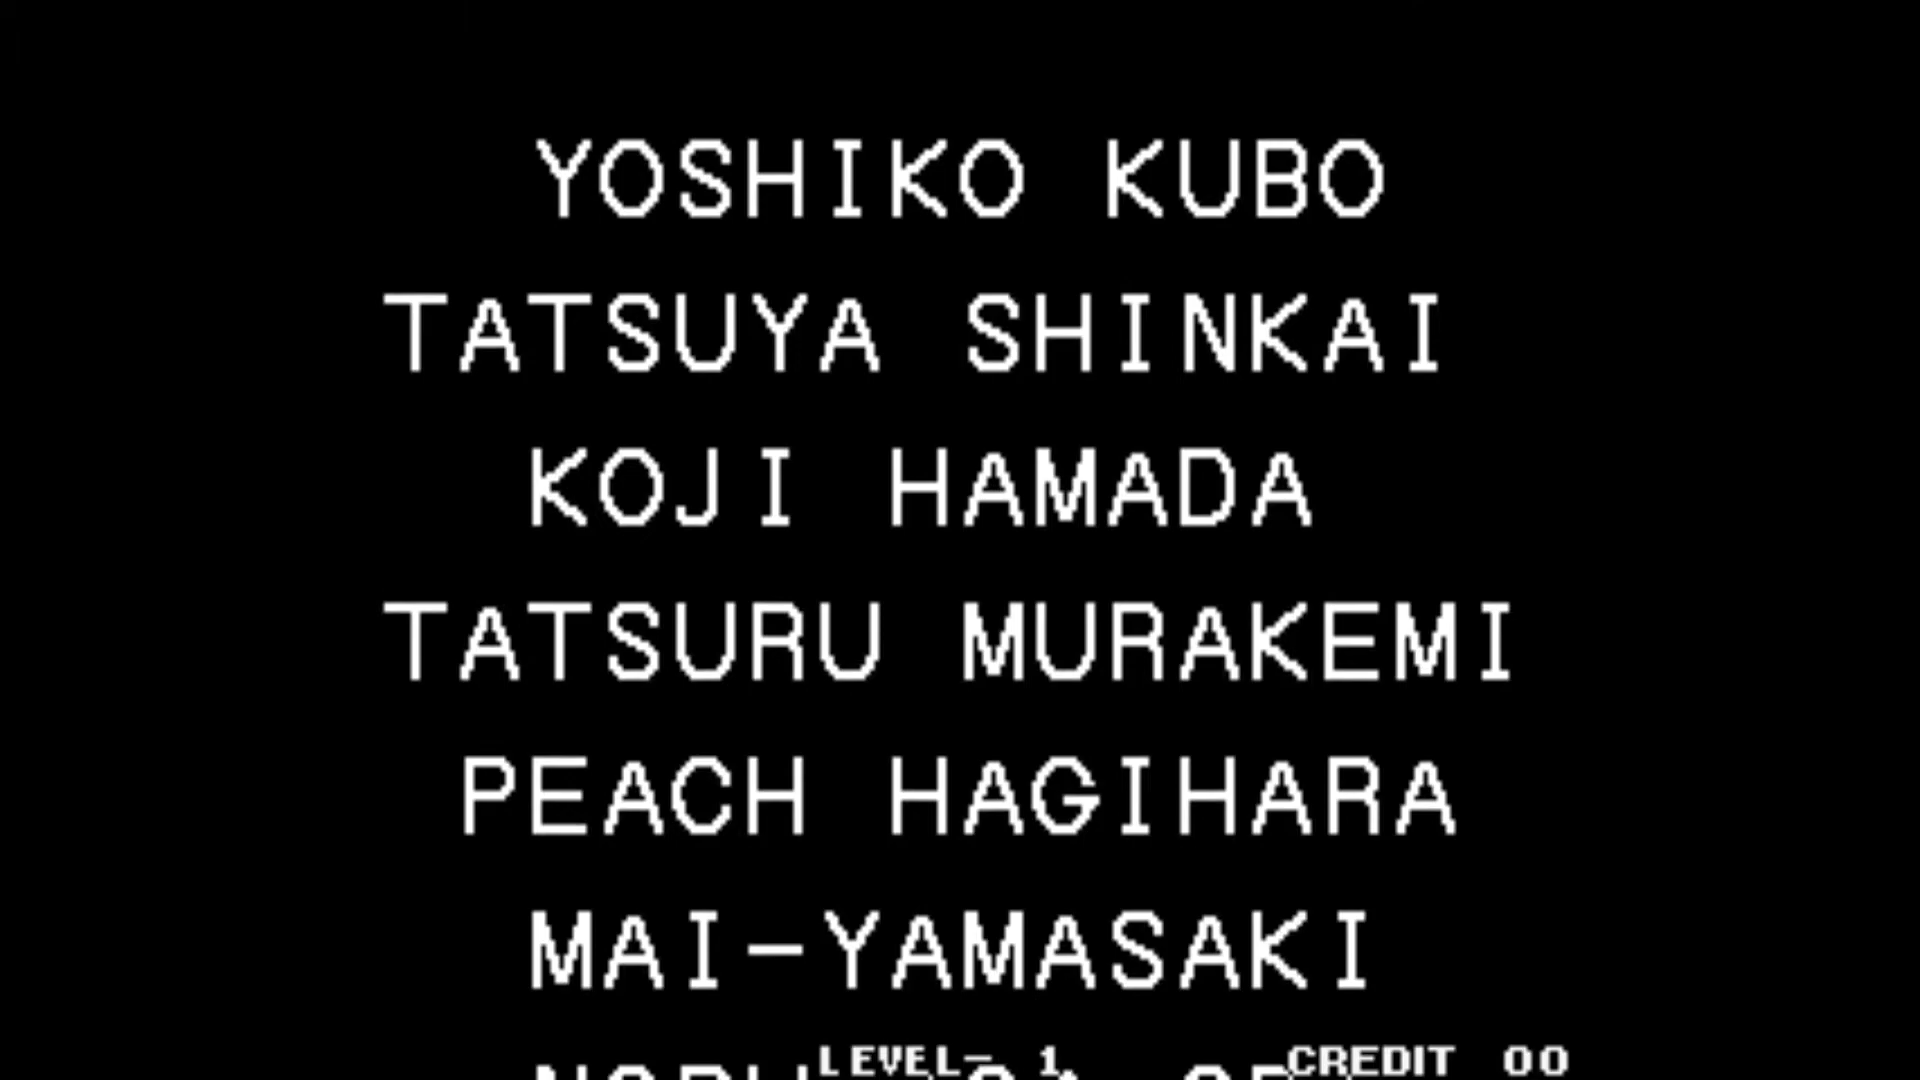 YOSHIKO KUBO
TATSUYA SHINKAI
KOJI HAMADA
TATSURU MURAKEMI
PEACH HAGIHARA
MAI-YAMASAKI
LEVEL- 1 CREDIT 00